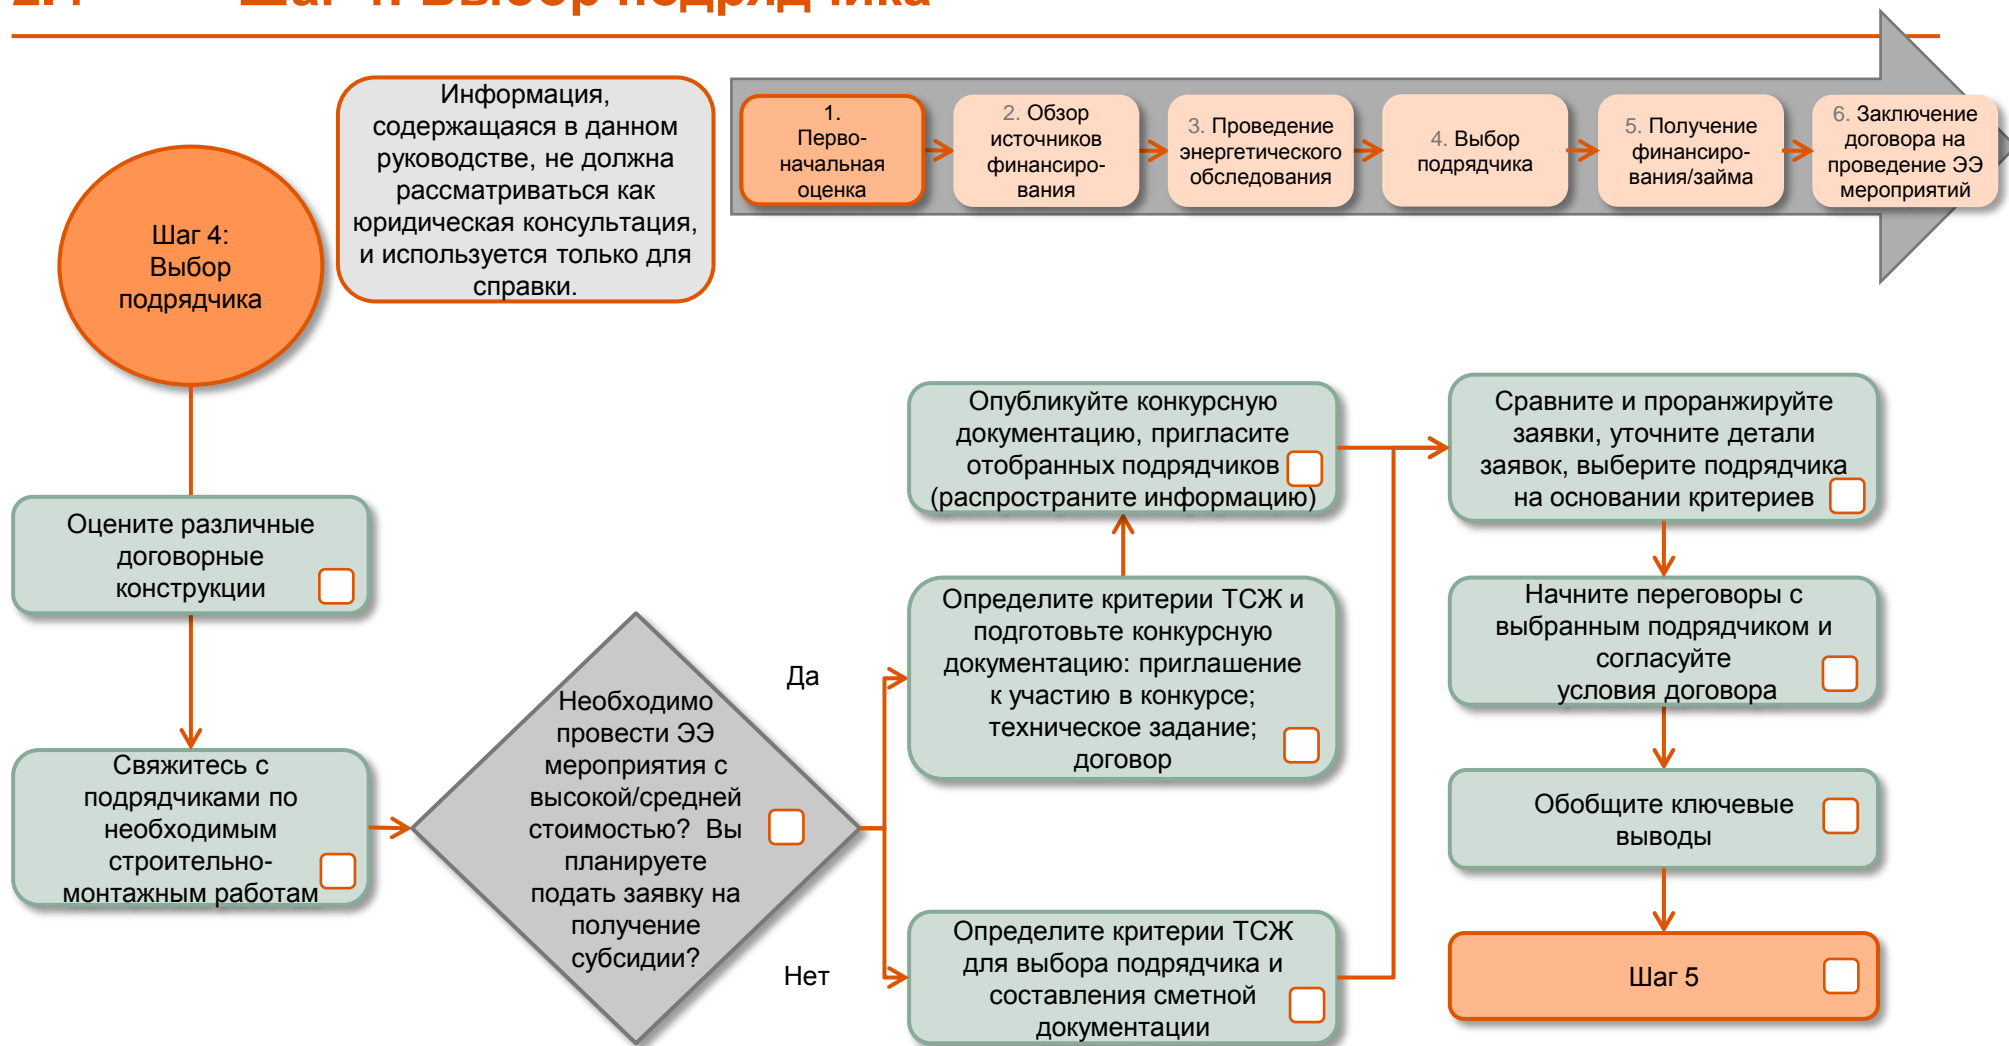 2.4 Шаг 4: Выбор подрядчика
Информация,
содержащаяся в данном
руководстве, не должна
рассматриваться как
юридическая консультация,
и используется только для
справки.
1.
Перво-
начальная
оценка
2. Обзор
источников
финансиро-
вания
3. Проведение
энергетического
обследования
4. Выбор
подрядчика
5. Получение
финансиро-
вания/займа
6. Заключение
договора на
проведение ЭЭ
мероприятий
Шаг 4:
Выбор
подрядчика
Оцените различные
договорные
конструкции
Свяжитесь с
подрядчиками по
необходимым
строительно-
монтажным работам
Необходимо
провести ЭЭ
мероприятия с
высокой/средней
стоимостью? Вы
планируете
подать заявку на
получение
субсидии?
Да
Нет
Опубликуйте конкурсную
документацию, пригласите
отобранных подрядчиков
(распространите информацию)
Определите критерии ТСЖ и
подготовьте конкурсную
документацию: приглашение
к участию в конкурсе;
техническое задание;
договор
Определите критерии ТСЖ
для выбора подрядчика и
составления сметной
документации
Сравните и проранжируйте
заявки, уточните детали
заявок, выберите подрядчика
на основании критериев
Начните переговоры с
выбранным подрядчиком и
согласуйте
условия договора
Обобщите ключевые
выводы
Шаг 5